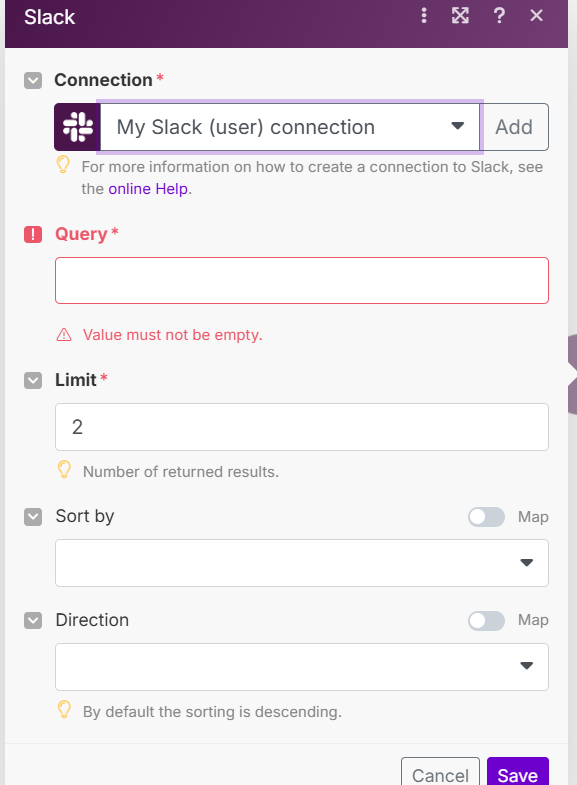 Slack
Connection*
My Slack (user) connection
Add
For more information on how to create a connection to Slack, see
the online Help.
Query*
Value must not be empty.
Limit*
2
Number of returned results.
Sort by
Map
Direction
Map
By default the sorting is descending.
Cancel
Save